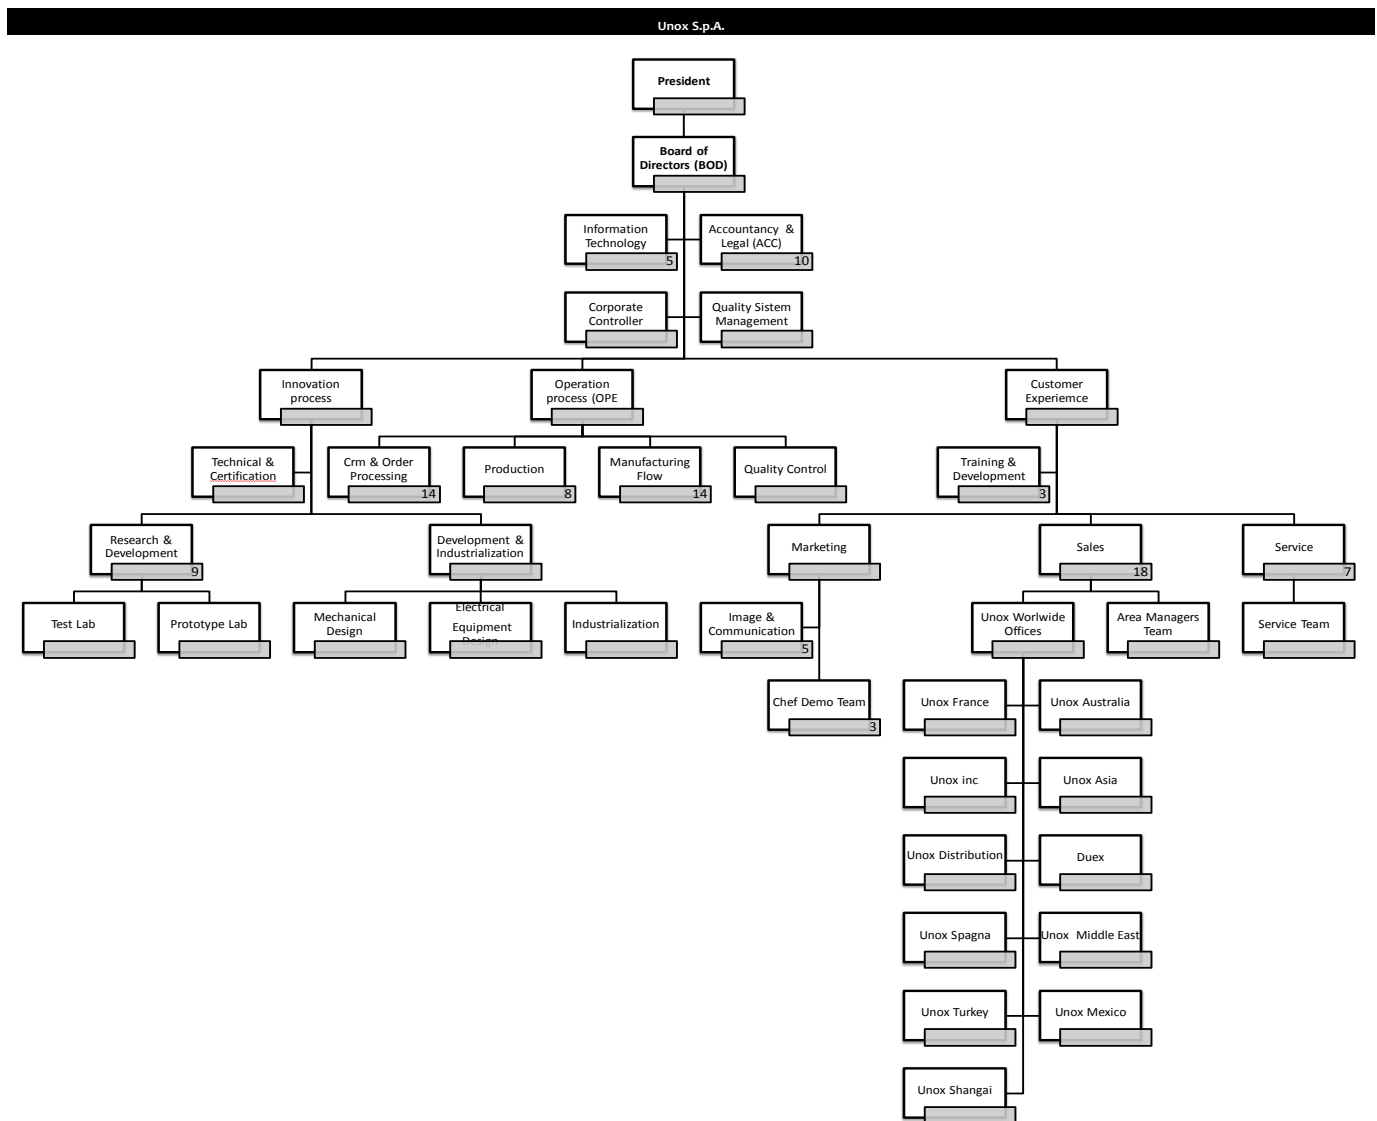 Unox S.p.A.
President
Board of
Directors (BOD)
Information
Technology
5
Accountancy &
Legal (ACC)
10
Corporate
Controller
Quality Sistem
Management
Innovation
process
Operation
process (OPE
Customer
Experiemce
Technical &
Certification
Crm & Order
Processing
14
Production
8
Manufacturing
Flow
14
Quality Control
Training &
Development
3
Research &
Development
9
Development &
Industrialization
Marketing
Sales
18
Service
7
Test Lab
Prototype Lab
Mechanical
Design
Electrical
Equipment
Design
Industrialization
Image &
Communication
5
Unox Worlwide
Offices
Area Managers
Team
Service Team
Chef Demo Team
3
Unox France
Unox Australia
Unox inc
Unox Asia
Unox Distribution
Duex
Unox Spagna
Unox Middle East
Unox Turkey
Unox Mexico
Unox Shangai